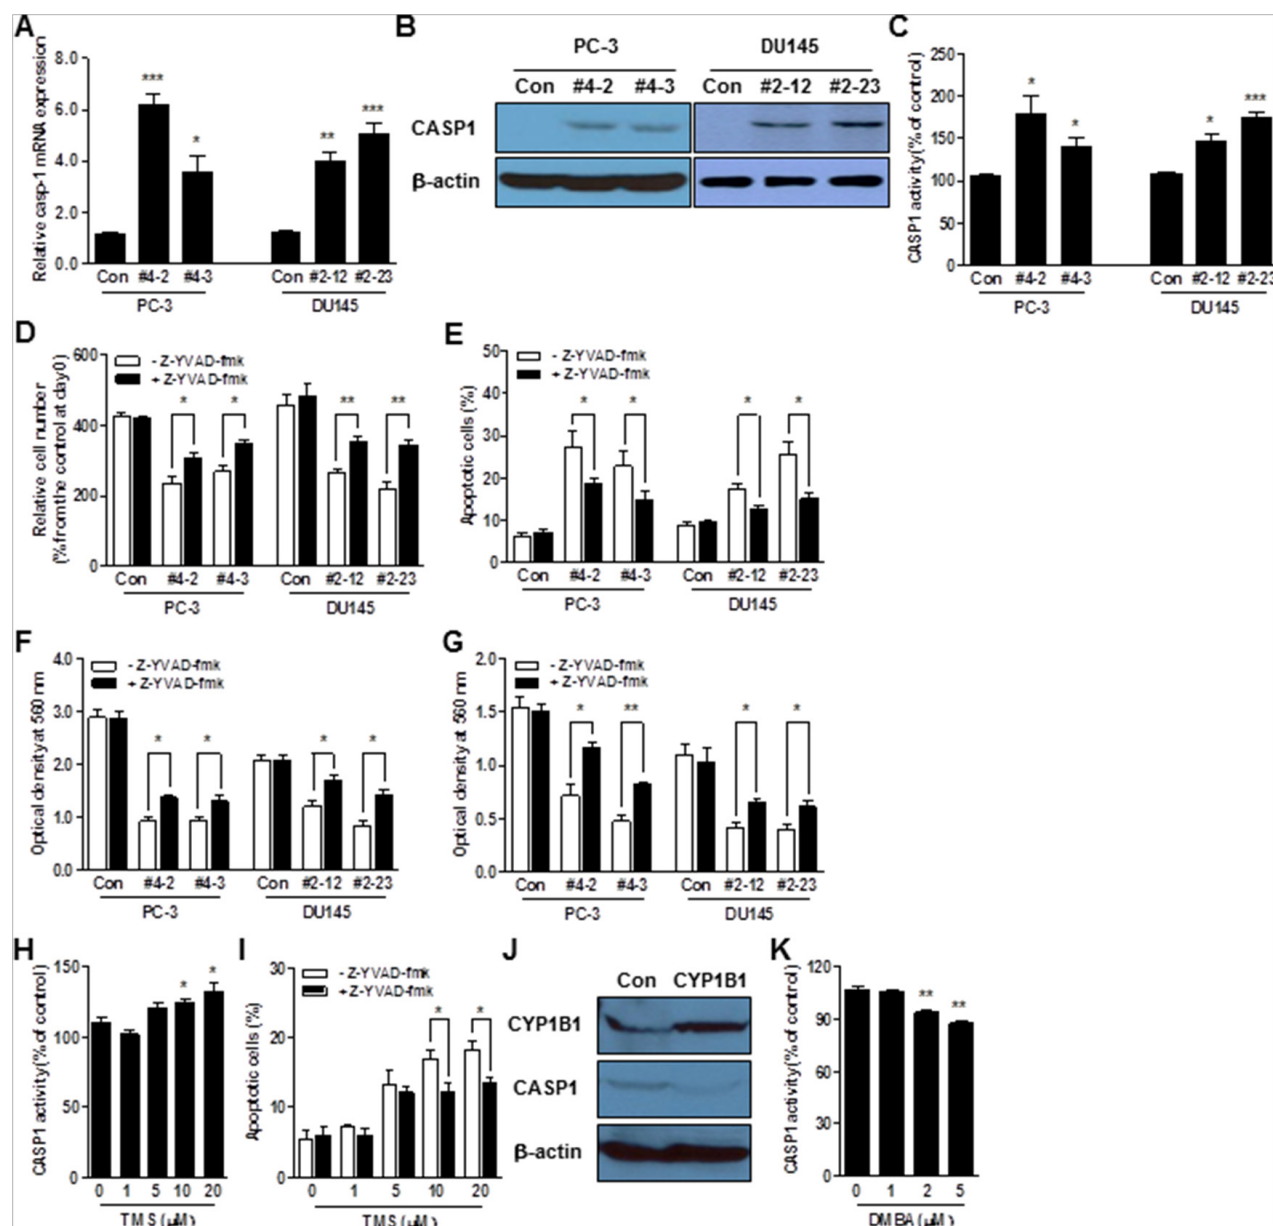 A
Relative casp-1 mRNA expression
8.0
6.0
4.0
2.0
0.0
***
*
**
***
Con #4-2 #4-3 Con #2-12 #2-23
PC-3 DU145
B
PC-3 DU145
Con #4-2 #4-3 Con #2-12 #2-23
CASP1
β-actin
C
CASP1 activity (% of control)
250
200
150
100
50
0
*
*
*
***
Con #4-2 #4-3 Con #2-12 #2-23
PC-3 DU145
D
Relative cell number
(% from the control at day0)
600
400
200
0
- Z-YVAD-fmk
+ Z-YVAD-fmk
* * ** **
Con #4-2 #4-3 Con #2-12 #2-23
PC-3 DU145
E
Apoptotic cells (%)
50
40
30
20
10
0
- Z-YVAD-fmk
+ Z-YVAD-fmk
* * * *
Con #4-2 #4-3 Con #2-12 #2-23
PC-3 DU145
F
Optical density at 560 nm
4.0
3.0
2.0
1.0
0.0
- Z-YVAD-fmk
+ Z-YVAD-fmk
* * * *
Con #4-2 #4-3 Con #2-12 #2-23
PC-3 DU145
G
Optical density at 560 nm
2.0
1.5
1.0
0.5
0.0
- Z-YVAD-fmk
+ Z-YVAD-fmk
* ** * *
Con #4-2 #4-3 Con #2-12 #2-23
PC-3 DU145
H
CASP1 activity (% of control)
150
100
50
0
* *
0 1 5 10 20
TMS (μM)
I
Apoptotic cells (%)
30
20
10
0
- Z-YVAD-fmk
+ Z-YVAD-fmk
* *
0 1 5 10 20
TMS (μM)
J
Con CYP1B1
CYP1B1
CASP1
β-actin
K
CASP1 activity (% of control)
120
90
60
30
0
** **
0 1 2 5
DMBA (μM)